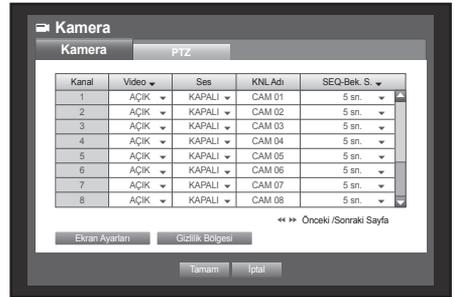 Kamera
Kamera PTZ
Kanal Video Ses KNL Adı SEQ-Bek. S.
1 AÇIK KAPALI CAM 01 5 sn.
2 AÇIK KAPALI CAM 02 5 sn.
3 AÇIK KAPALI CAM 03 5 sn.
4 AÇIK KAPALI CAM 04 5 sn.
5 AÇIK KAPALI CAM 05 5 sn.
6 AÇIK KAPALI CAM 06 5 sn.
7 AÇIK KAPALI CAM 07 5 sn.
8 AÇIK KAPALI CAM 08 5 sn.
Önceki /Sonraki Sayfa
Ekran Ayarları Gizlilik Bölgesi
Tamam İptal